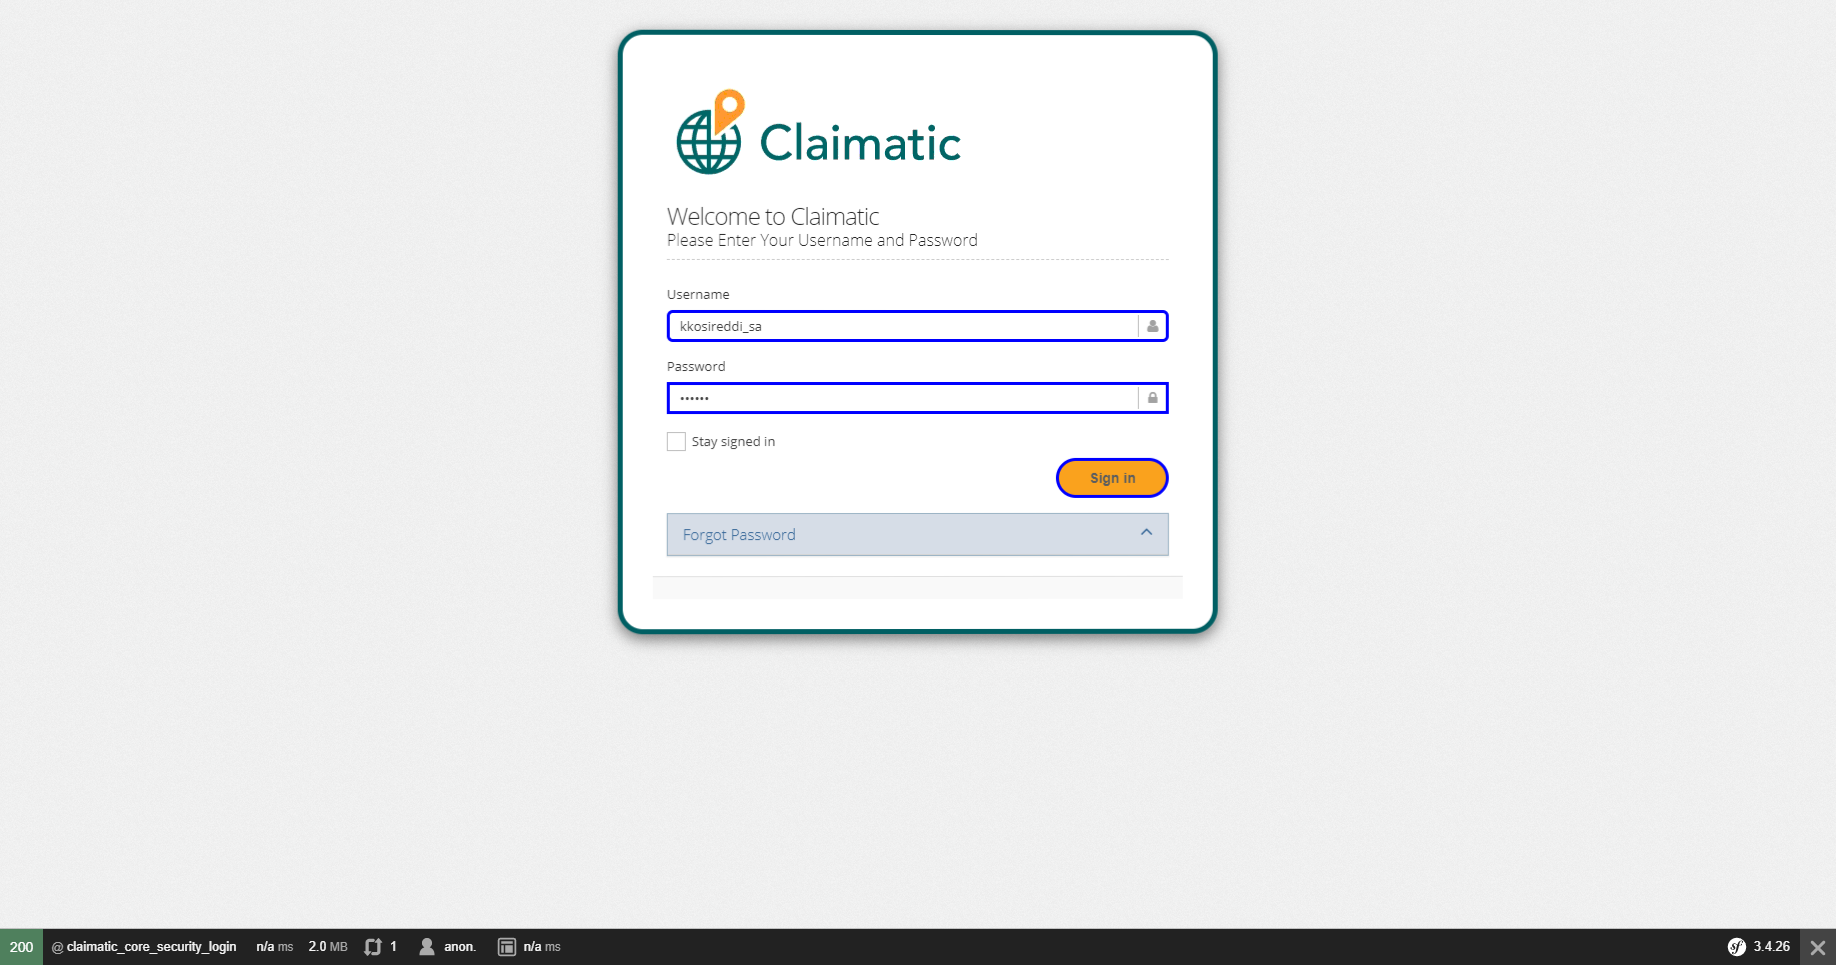 Claimatic
Welcome to Claimatic
Please Enter Your Username and Password
Username
kkosireddi_sa
Password
••••••
Stay signed in
Sign in
Forgot Password
200 @ claimatic_core_security_login n/a ms 2.0 MB 1 anon. n/a ms sf 3.4.26